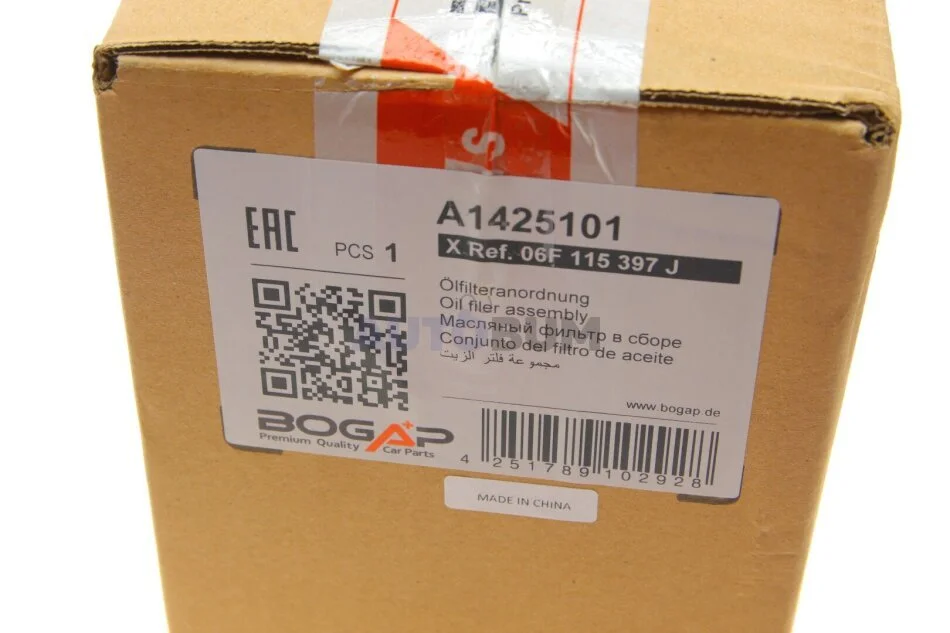 S
EAC
PCS 1
A1425101
X Ref. 06F 115 397 J
Ölfilteranordnung
Oil filer assembly
Масляный фильтр в сборе
Conjunto del filtro de aceite
مجموعة فلتر الزيت
www.bogap.de
BOGAP
Premium Quality Car Parts
4 251789 102928
MADE IN CHINA
AUTOBUM